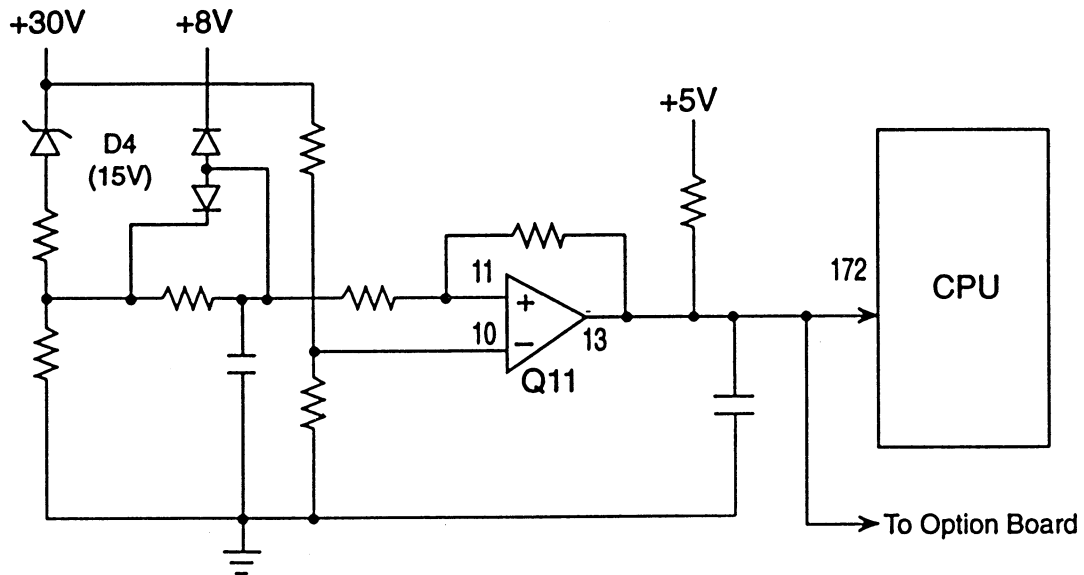 +30V
+8V
D4
(15V)
+5V
172
CPU
11
+
10
−
13
Q11
To Option Board